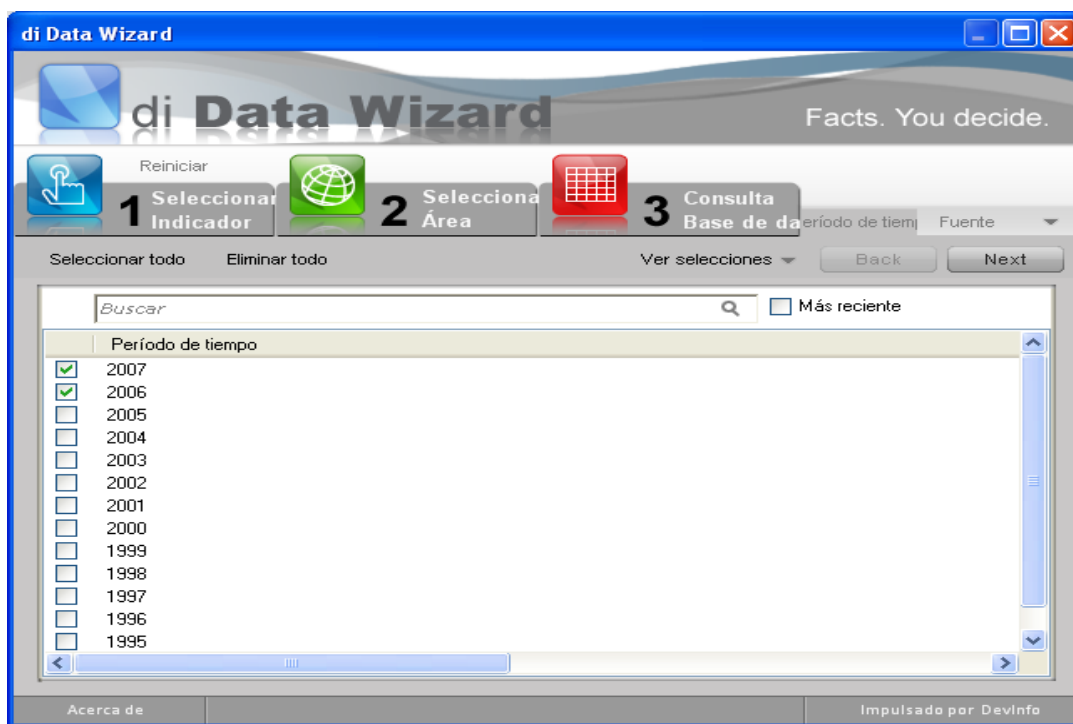 di Data Wizard
di Data Wizard
Facts. You decide.
Reiniciar
1 Seleccionar Indicador
2 Selecciona Área
3 Consulta Base de da
eríodo de tiem
Fuente
Seleccionar todo
Eliminar todo
Ver selecciones
Back
Next
Buscar
Más reciente
Período de tiempo
2007
2006
2005
2004
2003
2002
2001
2000
1999
1998
1997
1996
1995
Acerca de
Impulsado por DevInfo